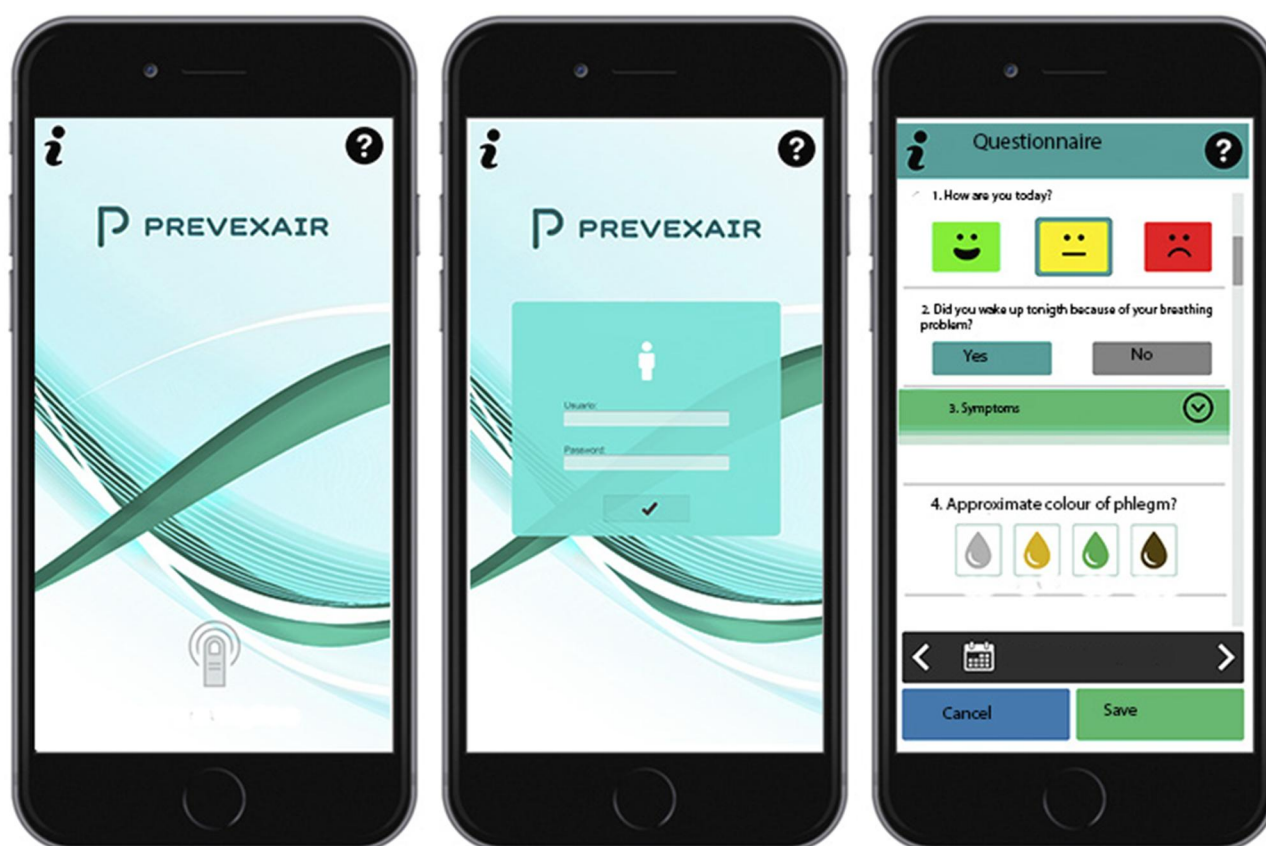 i
?
PREVEXAIR
i
?
PREVEXAIR
Usuario:
Password:
i
Questionnaire
?
1. How are you today?
2. Did you wake up tonigth because of your breathing
problem?
Yes
No
3. Symptoms
4. Approximate colour of phlegm?
Cancel
Save